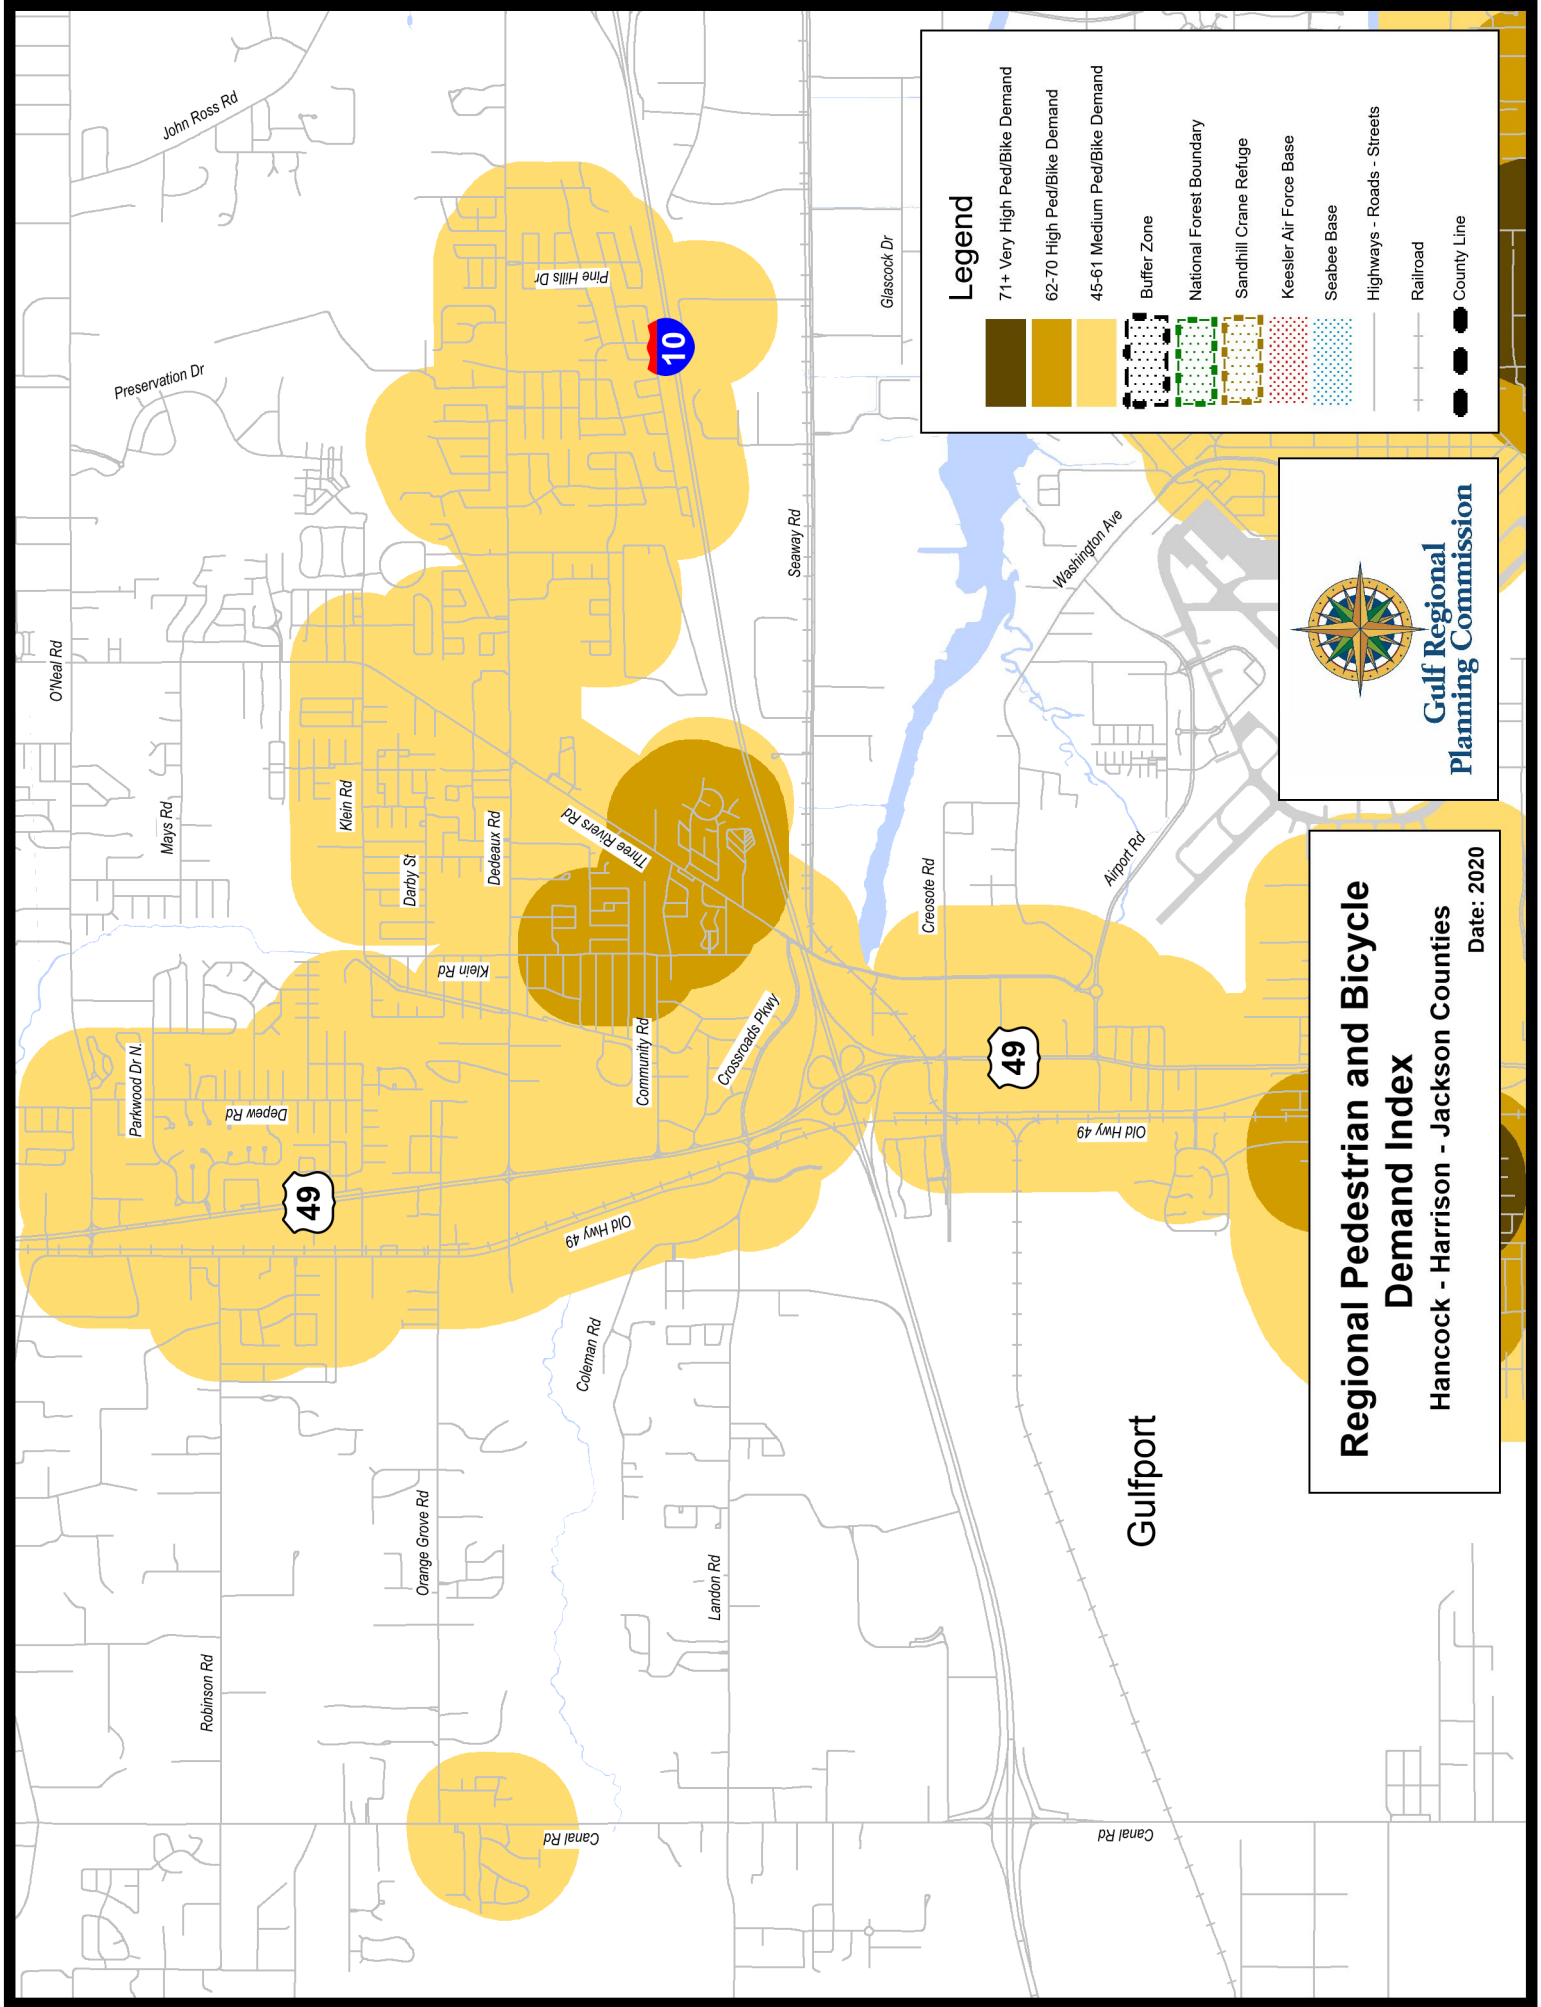 O'Neal Rd
John Ross Rd
Preservation Dr
Mays Rd
Parkwood Dr N.
Robinson Rd
Depew Rd
49
Klein Rd
Darby St
Dedeaux Rd
Klein Rd
Orange Grove Rd
Pine Hills Dr
10
Three Rivers Rd
Community Rd
Crossroads Pkwy
Old Hwy 49
Coleman Rd
Landon Rd
Canal Rd
Seaway Rd
Glascock Dr
Creosote Rd
Washington Ave
Airport Rd
49
Old Hwy 49
Canal Rd
Gulfport
Legend
71+ Very High Ped/Bike Demand
62-70 High Ped/Bike Demand
45-61 Medium Ped/Bike Demand
Buffer Zone
National Forest Boundary
Sandhill Crane Refuge
Keesler Air Force Base
Seabee Base
Highways - Roads - Streets
Railroad
County Line
Gulf Regional
Planning Commission
Regional Pedestrian and Bicycle
Demand Index
Hancock - Harrison - Jackson Counties
Date: 2020